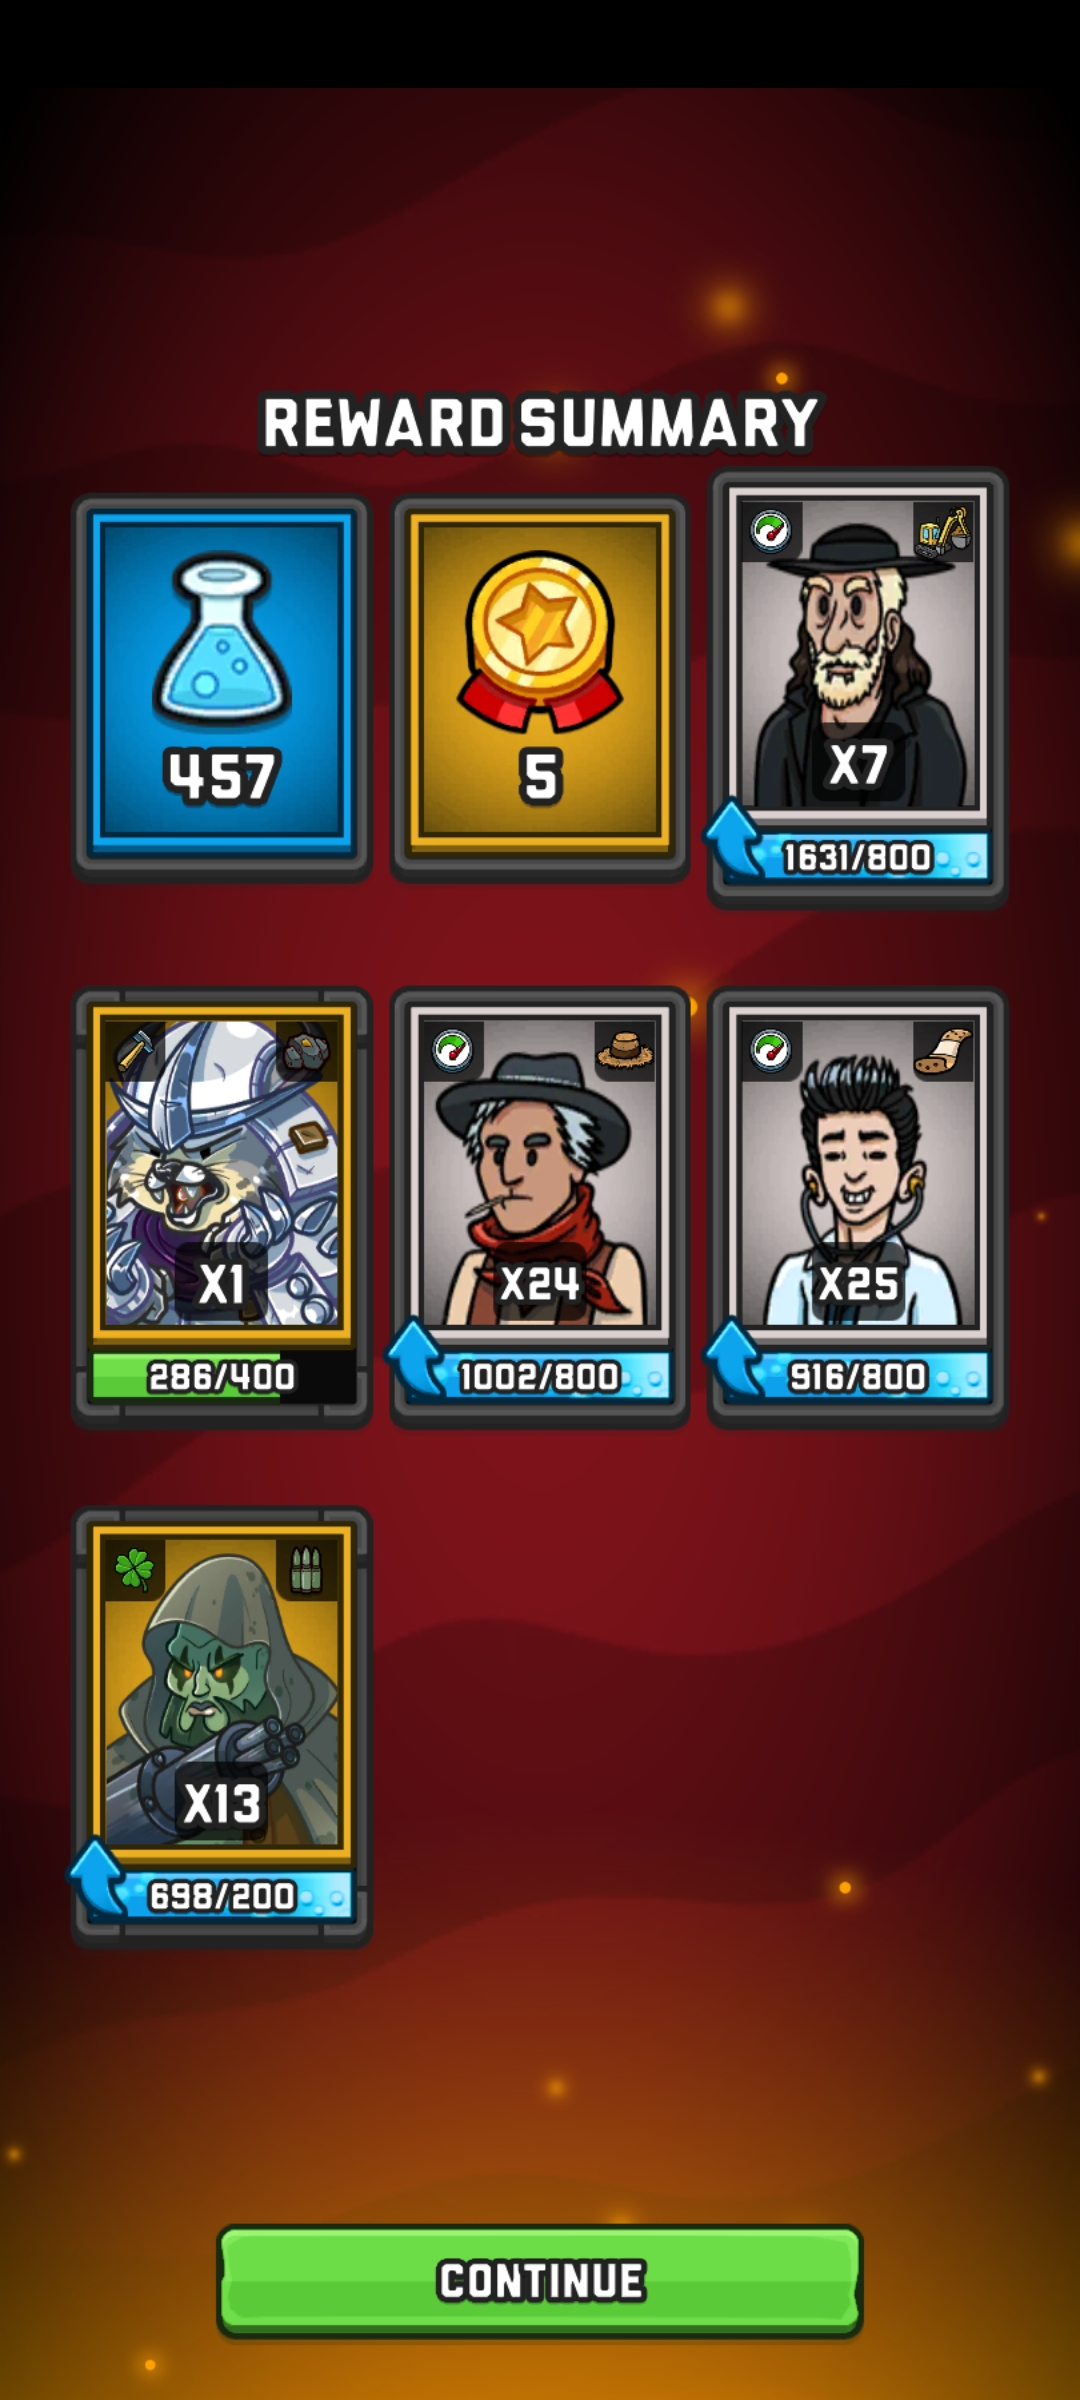 REWARD SUMMARY
457
5
X7
1631/800
X1
286/400
X24
1002/800
X25
916/800
X13
698/200
CONTINUE